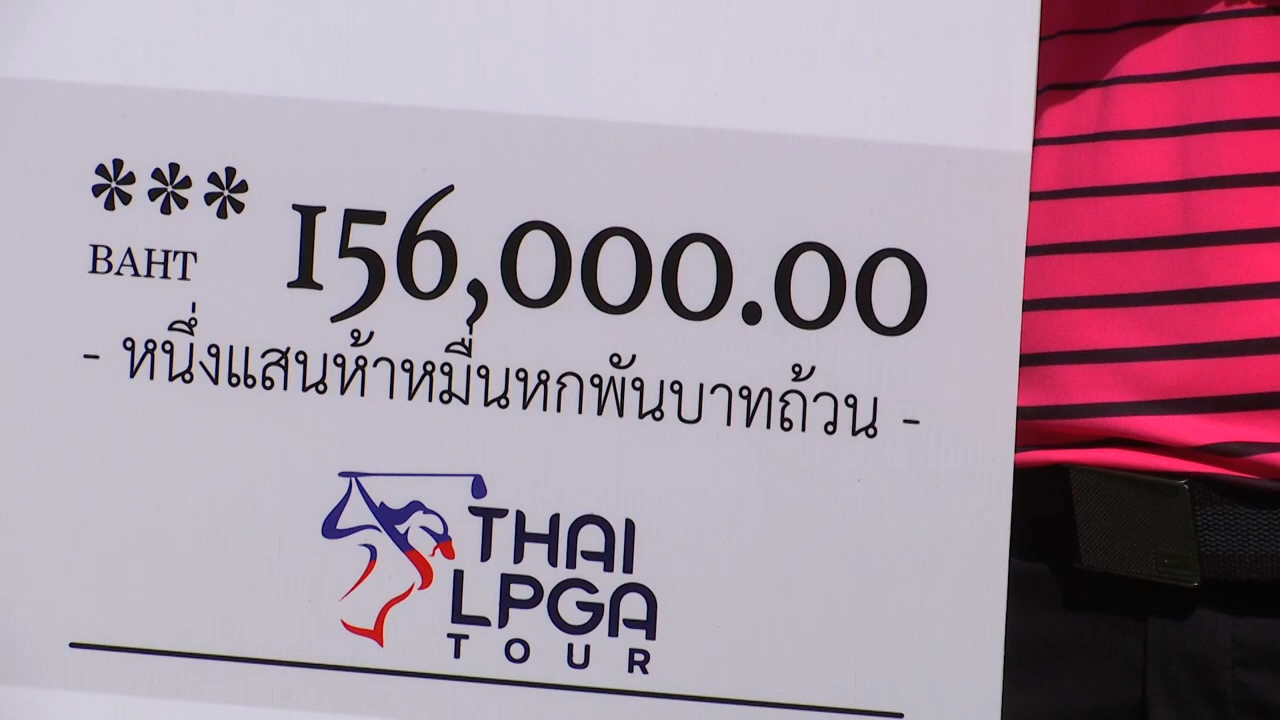 *** 156,000.00
BAHT
- หนึ่งแสนห้าหมื่นหกพันบาทถ้วน -
THAI
LPGA
TOUR